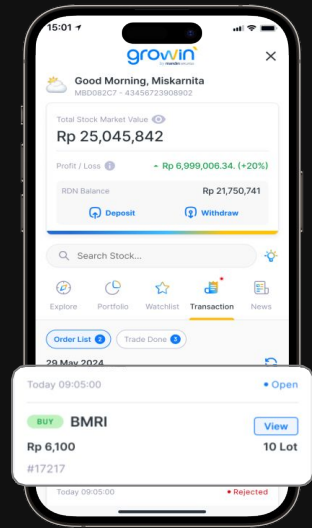 15:01
growin
Good Morning, Miskarnita
MBD082C7 - 43456723908902
Total Stock Market Value
Rp 25,045,842
Profit / Loss Rp 6,999,006.34. (+20%)
RDN Balance Rp 21,750,741
Deposit Withdraw
Search Stock...
Explore Portfolio Watchlist Transaction News
Order List 2 Trade Done 3
29 May 2024
Today 09:05:00 Open
BUY BMRI View
Rp 6,100 10 Lot
#17217
Today 09:05:00 Rejected